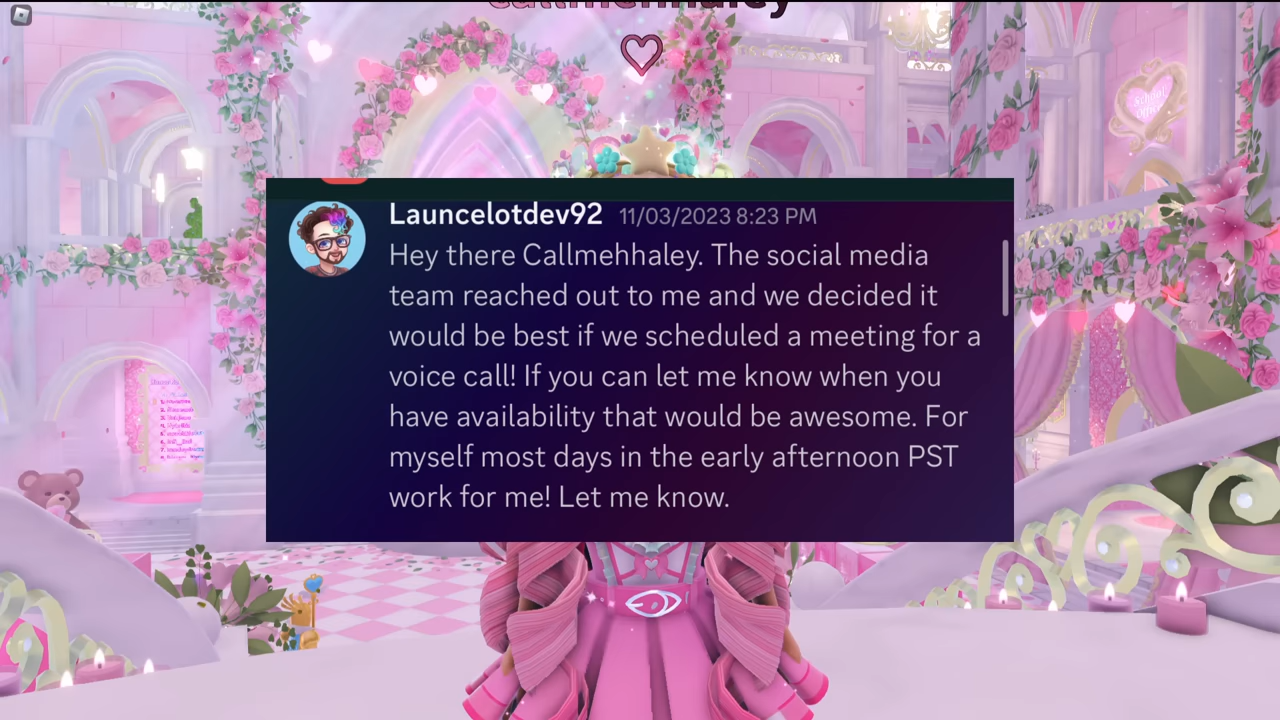 callmehhaley
School
Office
Launcelotdev92 11/03/2023 8:23 PM
Hey there Callmehhaley. The social media
team reached out to me and we decided it
would be best if we scheduled a meeting for a
voice call! If you can let me know when you
have availability that would be awesome. For
myself most days in the early afternoon PST
work for me! Let me know.